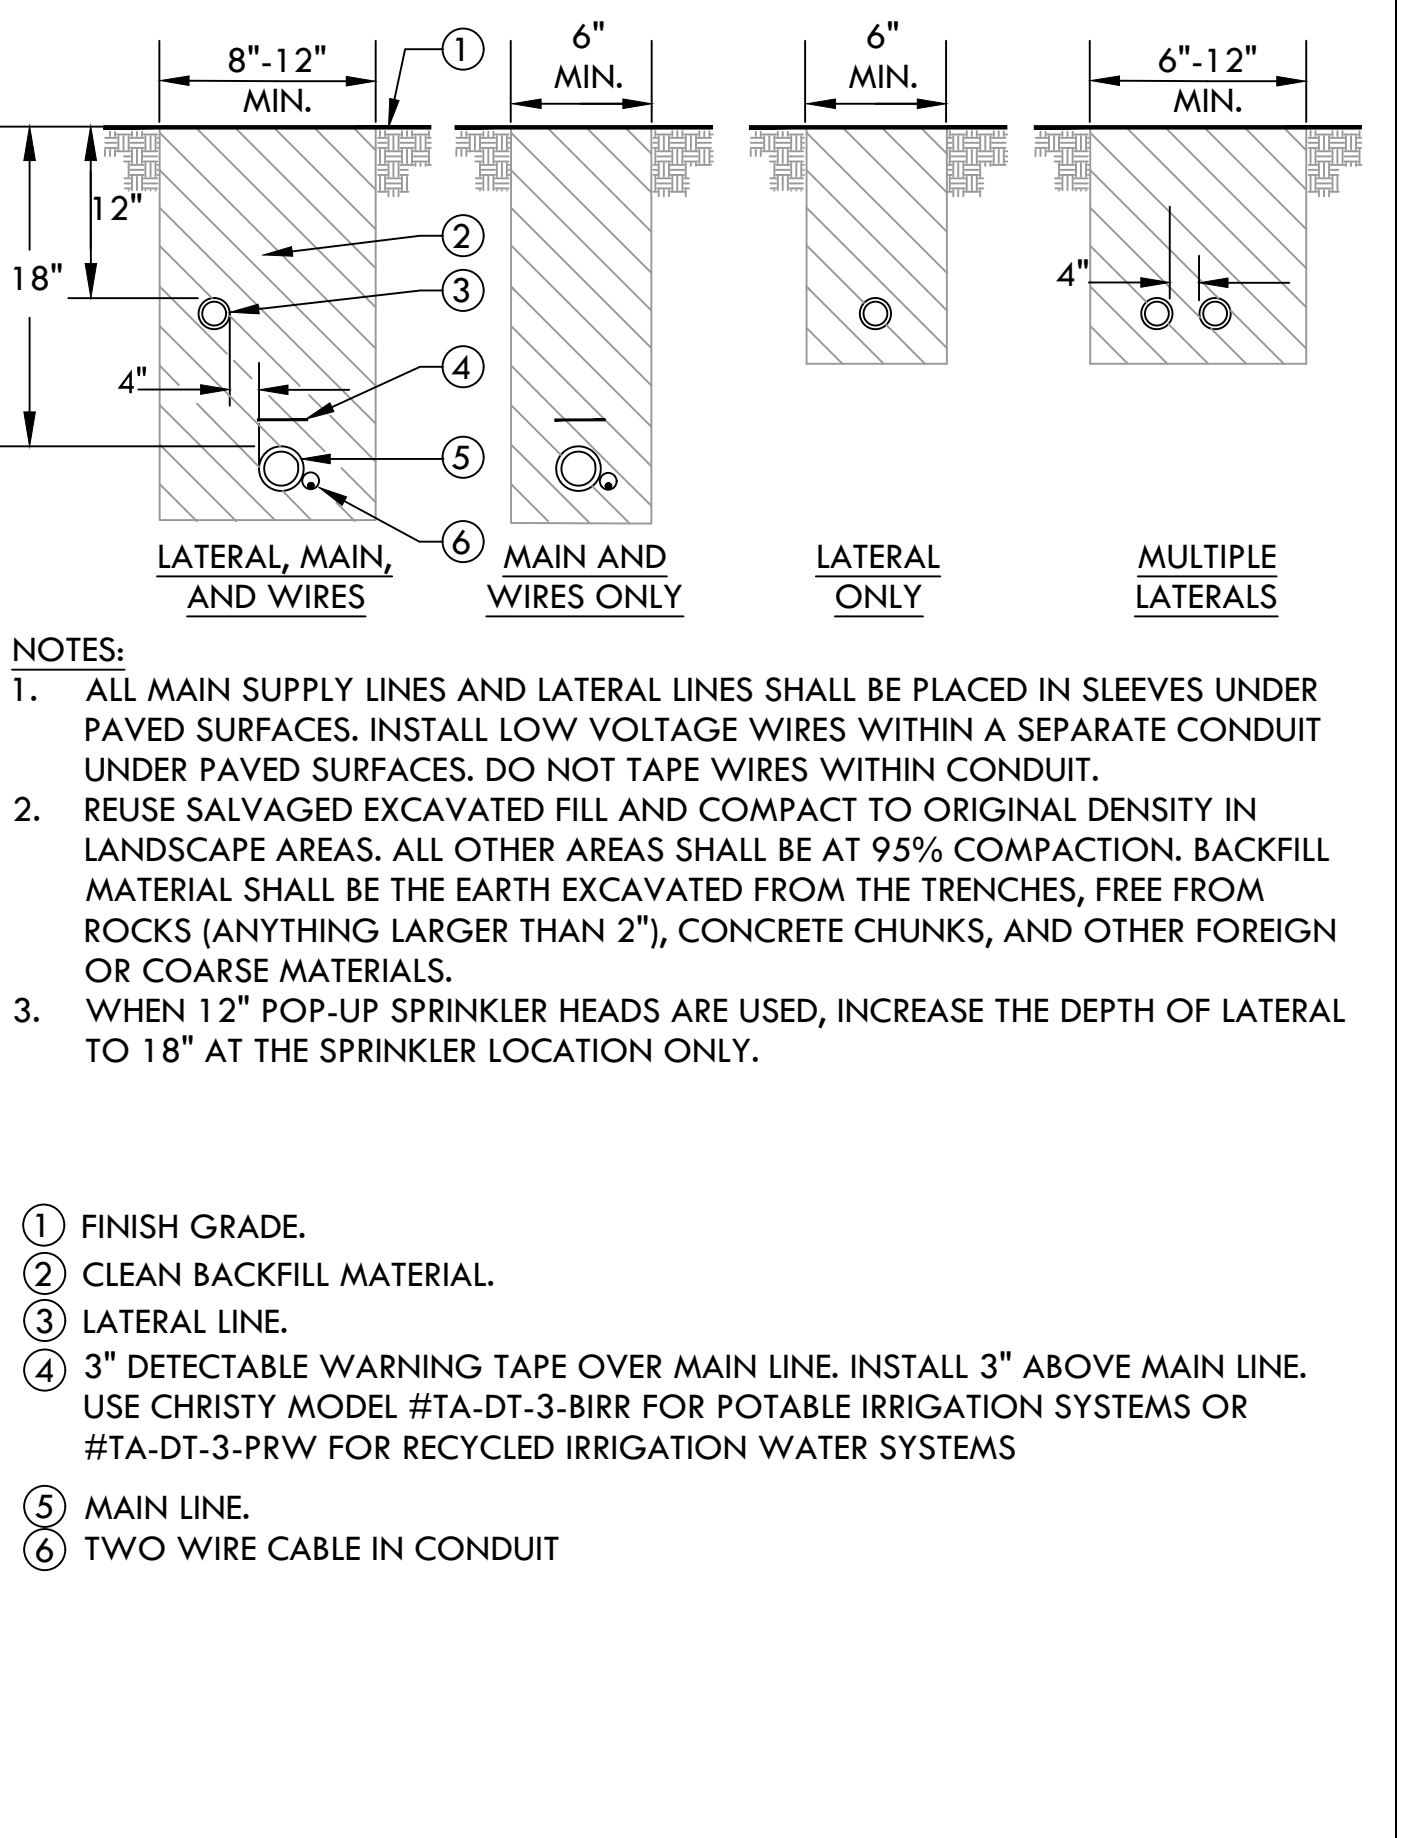 8"-12"
MIN.
1
6"
MIN.
6"
MIN.
6"-12"
MIN.
12"
18"
2
3
4"
4
5
6
4"
LATERAL, MAIN,
AND WIRES
MAIN AND
WIRES ONLY
LATERAL
ONLY
MULTIPLE
LATERALS
NOTES:
1. ALL MAIN SUPPLY LINES AND LATERAL LINES SHALL BE PLACED IN SLEEVES UNDER
PAVED SURFACES. INSTALL LOW VOLTAGE WIRES WITHIN A SEPARATE CONDUIT
UNDER PAVED SURFACES. DO NOT TAPE WIRES WITHIN CONDUIT.
2. REUSE SALVAGED EXCAVATED FILL AND COMPACT TO ORIGINAL DENSITY IN
LANDSCAPE AREAS. ALL OTHER AREAS SHALL BE AT 95% COMPACTION. BACKFILL
MATERIAL SHALL BE THE EARTH EXCAVATED FROM THE TRENCHES, FREE FROM
ROCKS (ANYTHING LARGER THAN 2"), CONCRETE CHUNKS, AND OTHER FOREIGN
OR COARSE MATERIALS.
3. WHEN 12" POP-UP SPRINKLER HEADS ARE USED, INCREASE THE DEPTH OF LATERAL
TO 18" AT THE SPRINKLER LOCATION ONLY.
1 FINISH GRADE.
2 CLEAN BACKFILL MATERIAL.
3 LATERAL LINE.
4 3" DETECTABLE WARNING TAPE OVER MAIN LINE. INSTALL 3" ABOVE MAIN LINE.
USE CHRISTY MODEL #TA-DT-3-BIRR FOR POTABLE IRRIGATION SYSTEMS OR
#TA-DT-3-PRW FOR RECYCLED IRRIGATION WATER SYSTEMS
5 MAIN LINE.
6 TWO WIRE CABLE IN CONDUIT